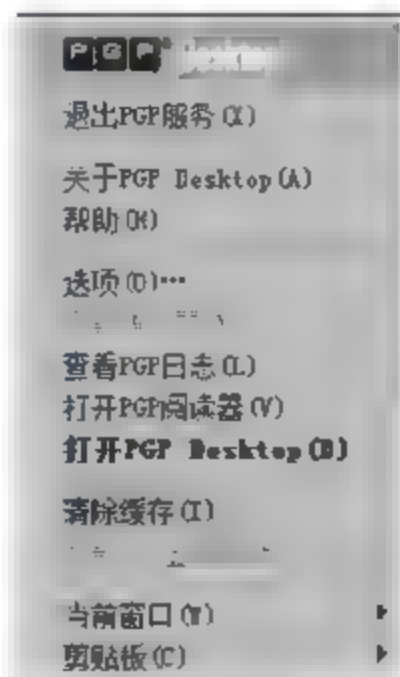 PGP Desktop
退出PGP服务(X)
关于PGP Desktop(A)
帮助(H)
选项(O)…
查看PGP日志(L)
打开PGP阅读器(V)
打开PGP Desktop(B)
清除缓存(I)
当前窗口(W)
剪贴板(C)